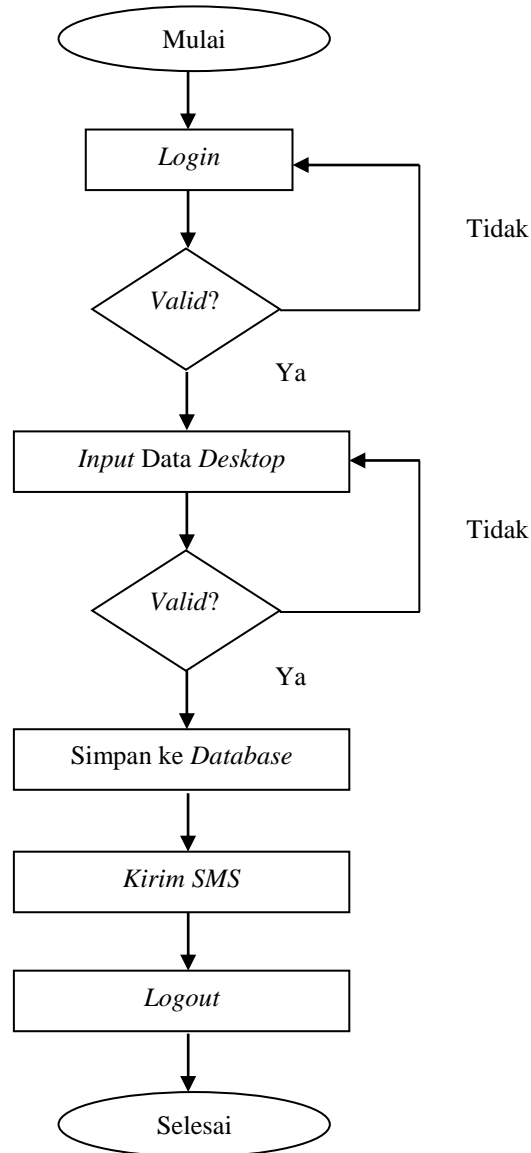 Mulai
Login
Tidak
Valid?
Ya
Input Data Desktop
Tidak
Valid?
Ya
Simpan ke Database
Kirim SMS
Logout
Selesai